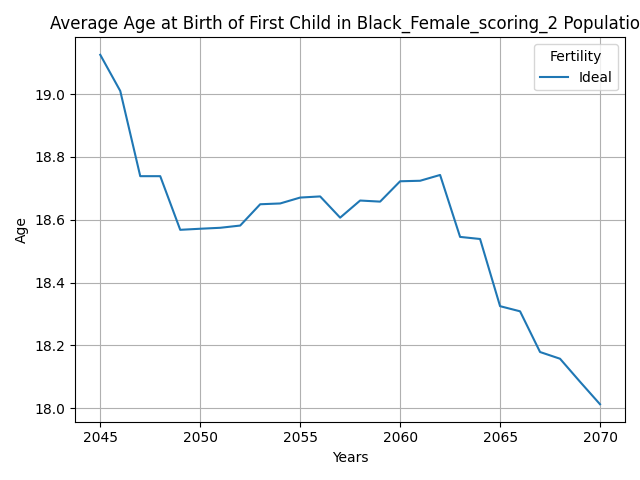 Average Age at Birth of First Child in Black_Female_scoring_2 Populatio
Fertility
Ideal
19.0
18.8
18.6
18.4
18.2
18.0
Age
2045 2050 2055 2060 2065 2070
Years